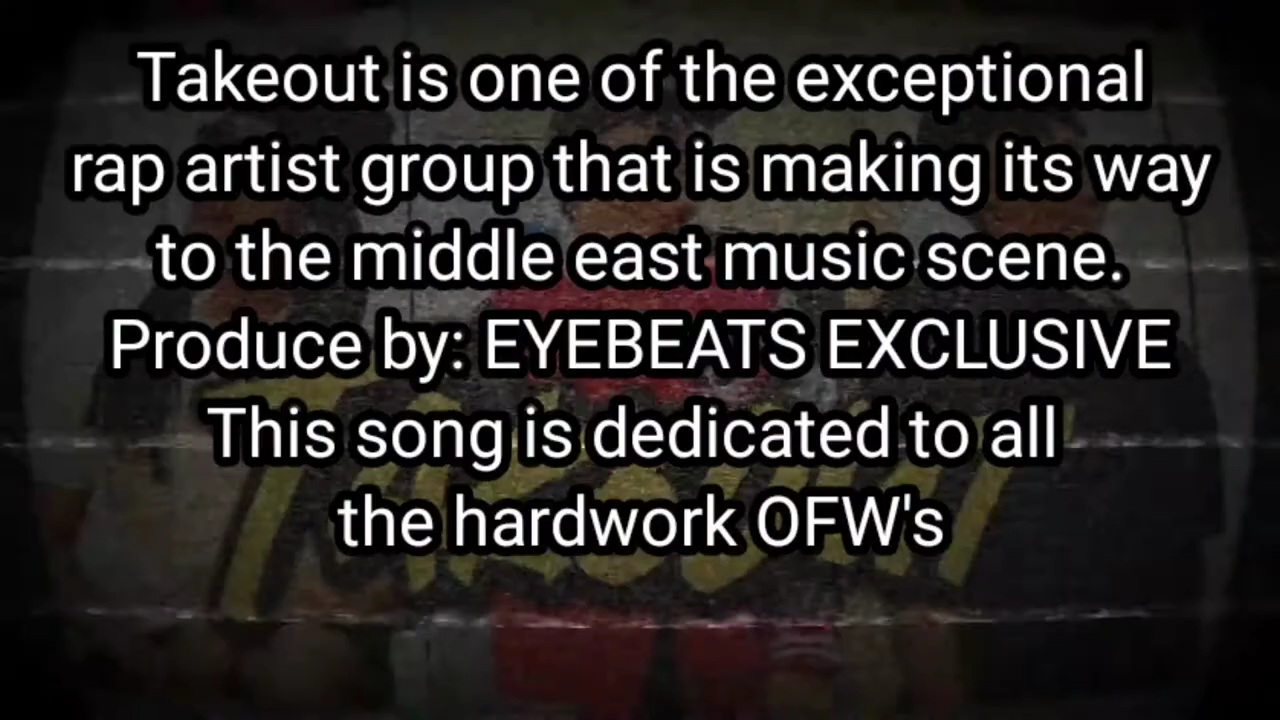 Takeout is one of the exceptional
rap artist group that is making its way
to the middle east music scene.
Produce by: EYEBEATS EXCLUSIVE
This song is dedicated to all
the hardwork OFW's
TAKEOUT